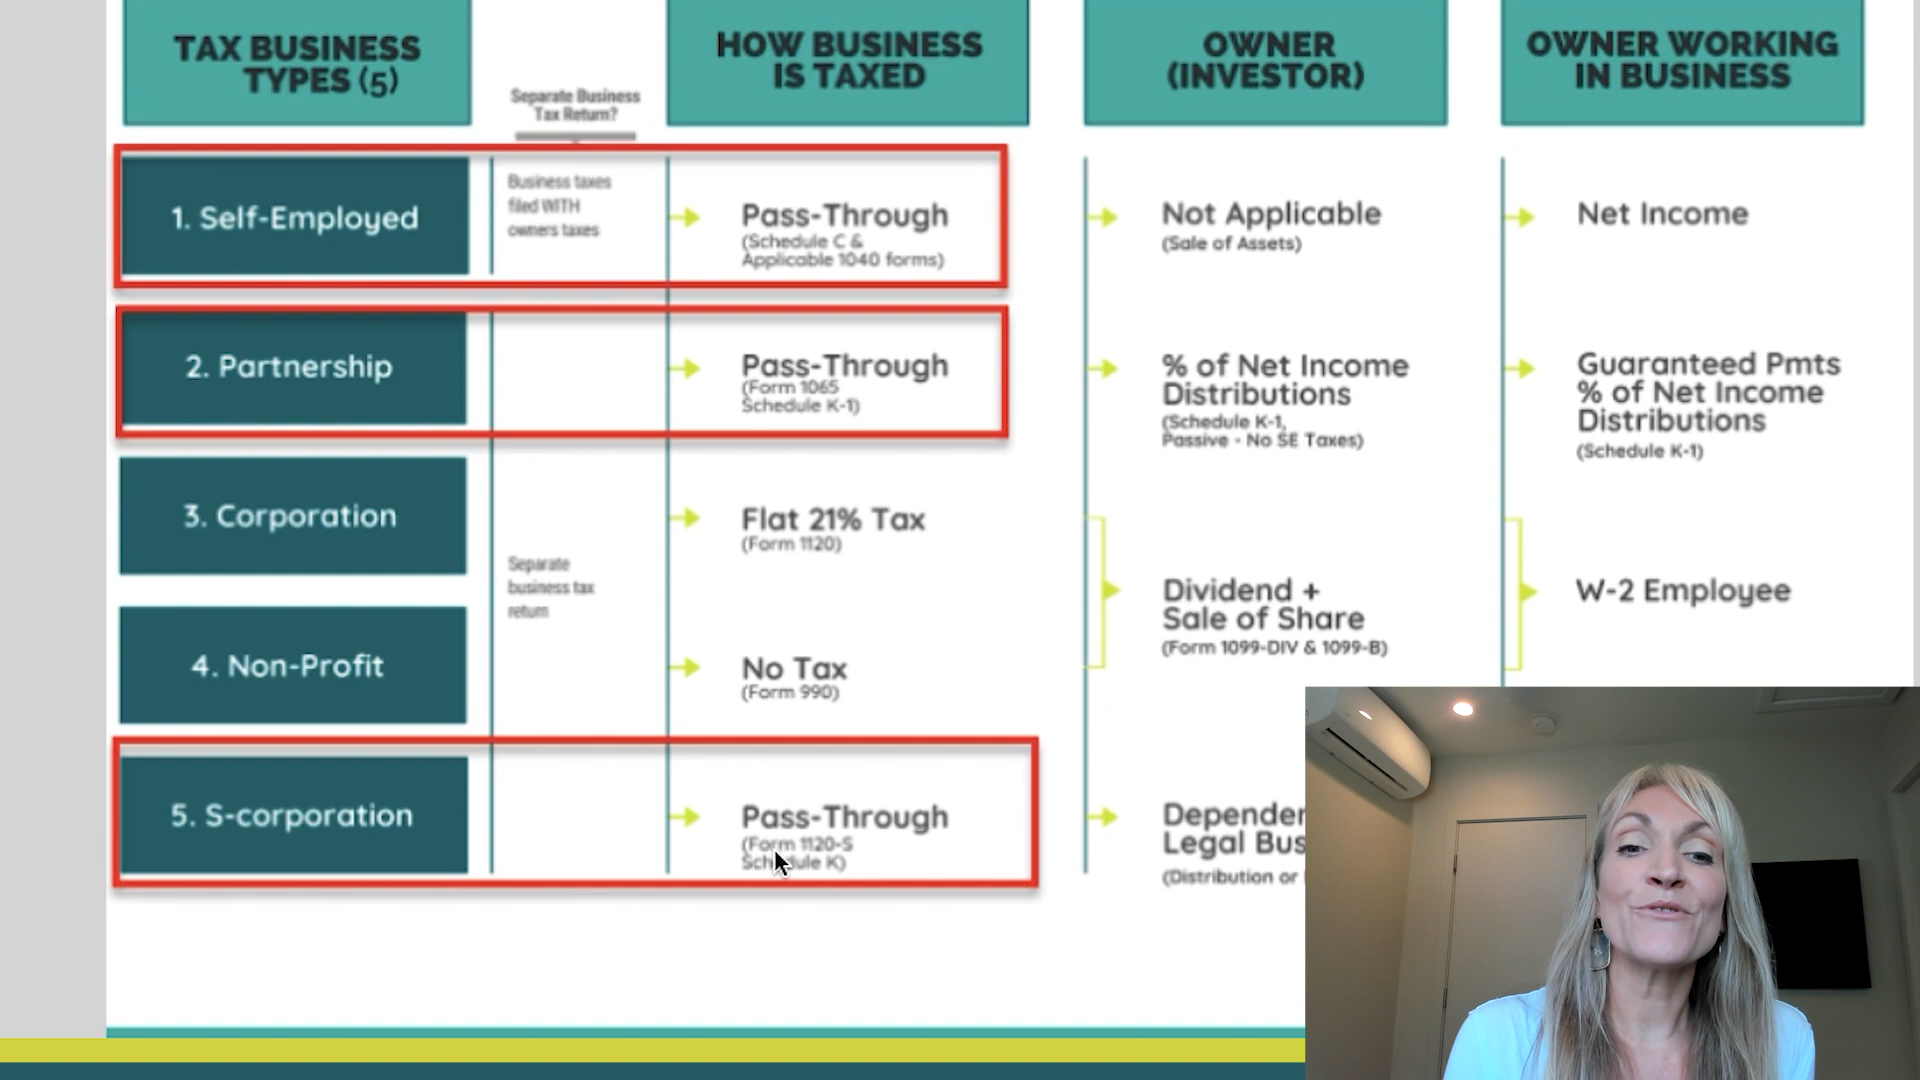 TAX BUSINESS
TYPES (5)
Separate Business
Tax Return?
HOW BUSINESS
IS TAXED
OWNER
(INVESTOR)
OWNER WORKING
IN BUSINESS
1. Self-Employed
Business taxes
filed WITH
owners taxes
Pass-Through
(Schedule C &
Applicable 1040 forms)
Not Applicable
(Sale of Assets)
Net Income
2. Partnership
Pass-Through
(Form 1065
Schedule K-1)
% of Net Income
Distributions
(Schedule K-1,
Passive - No SE Taxes)
Guaranteed Pmts
% of Net Income
Distributions
(Schedule K-1)
3. Corporation
Flat 21% Tax
(Form 1120)
Separate
business tax
return
Dividend +
Sale of Share
(Form 1099-DIV & 1099-B)
W-2 Employee
4. Non-Profit
No Tax
(Form 990)
5. S-corporation
Pass-Through
(Form 1120-S
Schedule K)
Depender
Legal Bus
(Distribution or